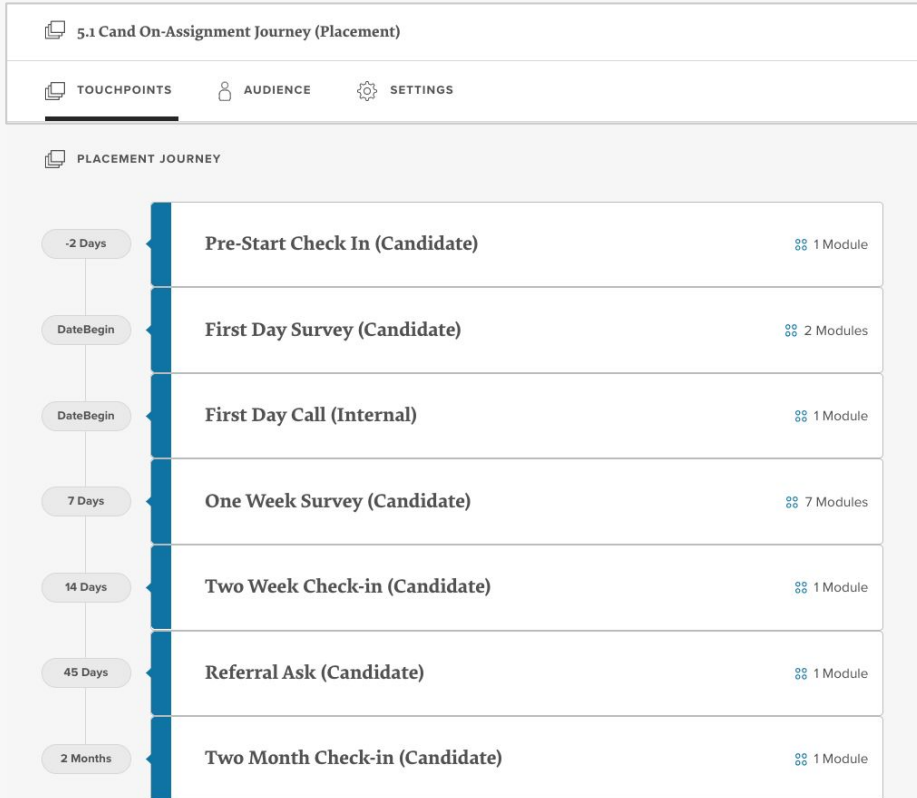 5.1 Cand On-Assignment Journey (Placement)
TOUCHPOINTS AUDIENCE SETTINGS
PLACEMENT JOURNEY
-2 Days Pre-Start Check In (Candidate) 1 Module
DateBegin First Day Survey (Candidate) 2 Modules
DateBegin First Day Call (Internal) 1 Module
7 Days One Week Survey (Candidate) 7 Modules
14 Days Two Week Check-in (Candidate) 1 Module
45 Days Referral Ask (Candidate) 1 Module
2 Months Two Month Check-in (Candidate) 1 Module